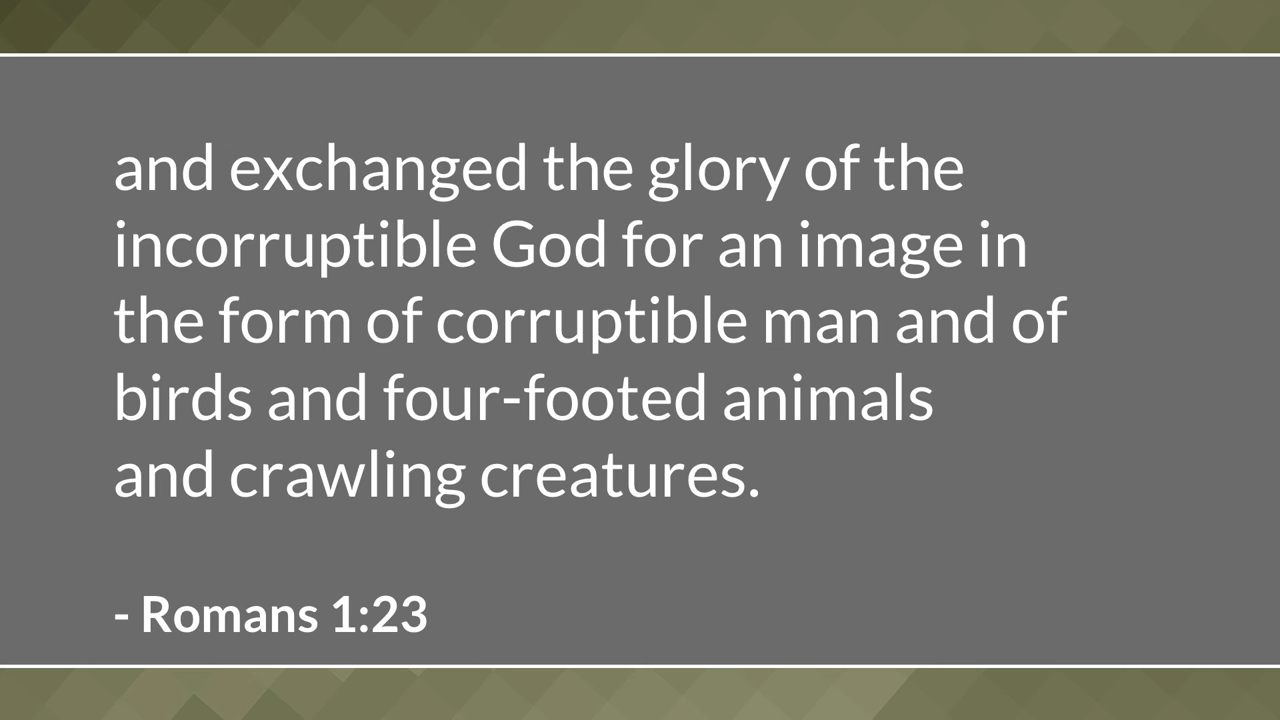 and exchanged the glory of the
incorruptible God for an image in
the form of corruptible man and of
birds and four-footed animals
and crawling creatures.
- Romans 1:23